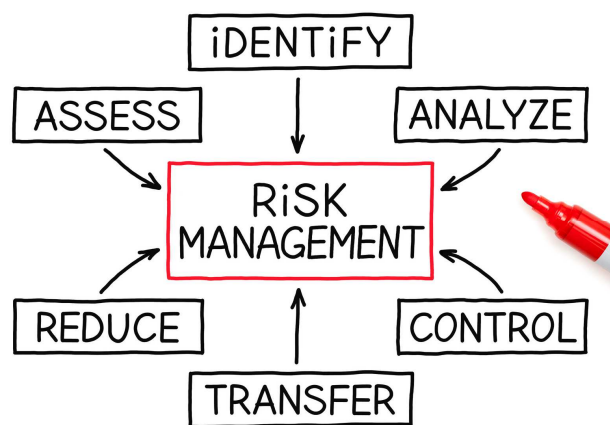 iDENTiFY
ASSESS
ANALYZE
RiSK
MANAGEMENT
REDUCE
CONTROL
TRANSFER